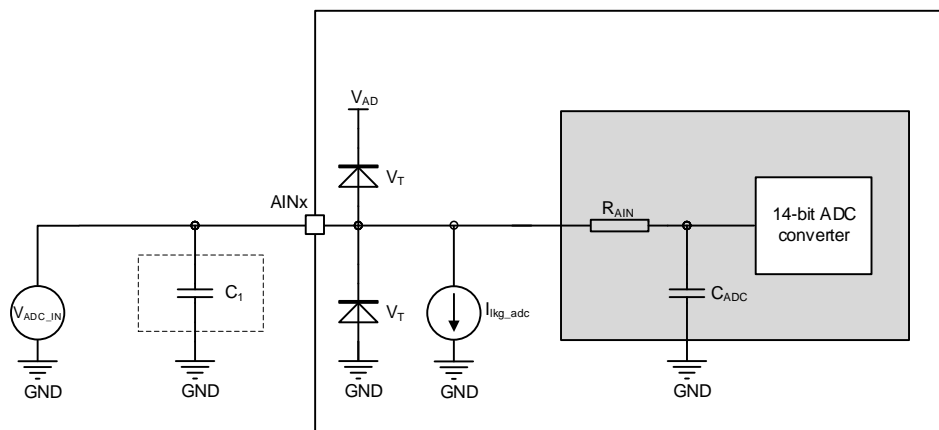 V_AD
V_T
AINx
R_AIN
14-bit ADC
converter
V_ADC_IN
C_1
V_T
I_lkg_adc
C_ADC
GND
GND
GND
GND
GND